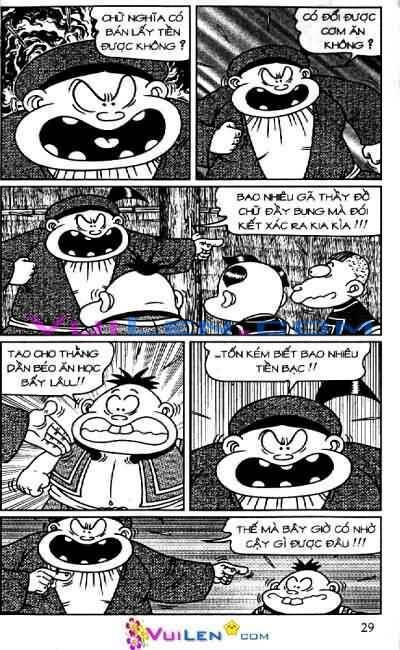 CHỮ NGHĨA CÓ
BÁN LẤY TIỀN
ĐƯỢC KHÔNG?
CÓ ĐỔI ĐƯỢC
CƠM ĂN
KHÔNG?
BAO NHIÊU GÃ THẦY ĐỒ
CHỮ ĐẦY BỤNG MÀ ĐÓI
KIẾT XÁC RA KIA KÌA!!!
VUILEN.COM
TAO CHO THẰNG
DẦN BÉO ĂN HỌC
BẤY LÂU!!
...TỐN KÉM BIẾT BAO NHIÊU
TIỀN BẠC!!
THẾ MÀ BÂY GIỜ CÓ NHỜ
CẬY GÌ ĐƯỢC ĐÂU!!!
29
VUILEN.COM